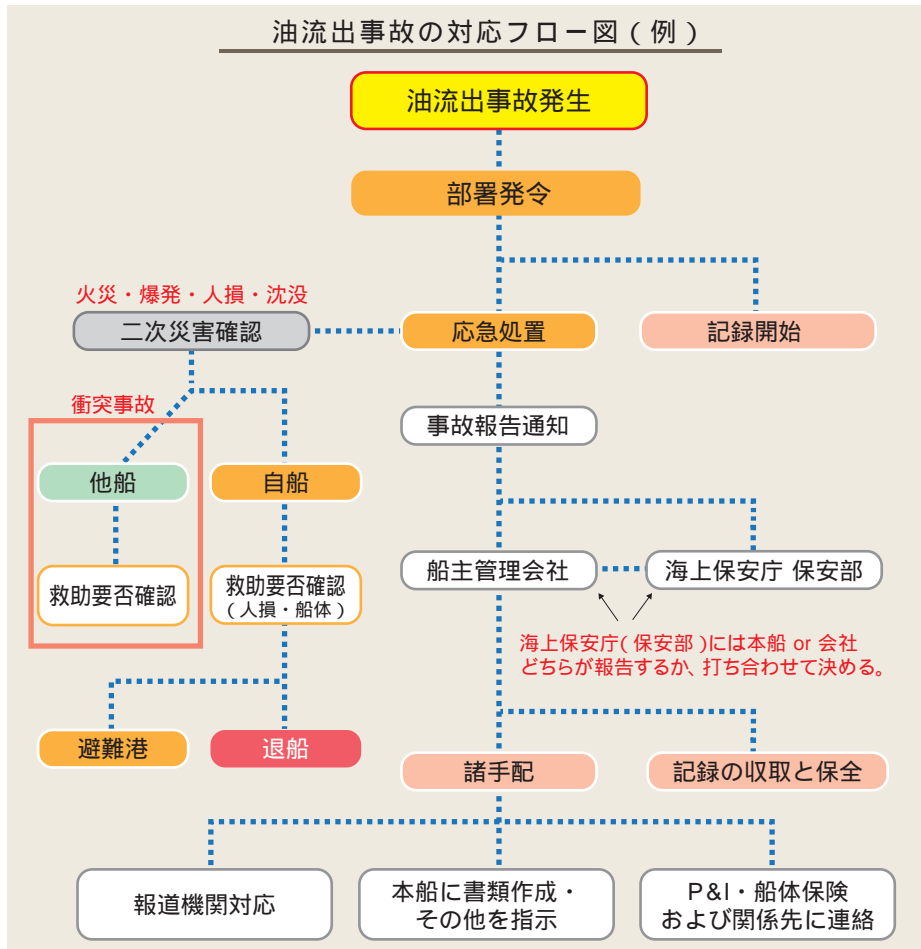 油流出事故の対応フロー図(例)
油流出事故発生
部署発令
火災・爆発・人損・沈没
二次災害確認
応急処置
記録開始
衝突事故
事故報告通知
他船
自船
救助要否確認
救助要否確認
(人損・船体)
船主管理会社
海上保安庁 保安部
海上保安庁(保安部)には本船 or 会社
どちらが報告するか、打ち合わせて決める。
避難港
退船
諸手配
記録の収取と保全
報道機関対応
本船に書類作成・
その他を指示
P&I・船体保険
および関係先に連絡